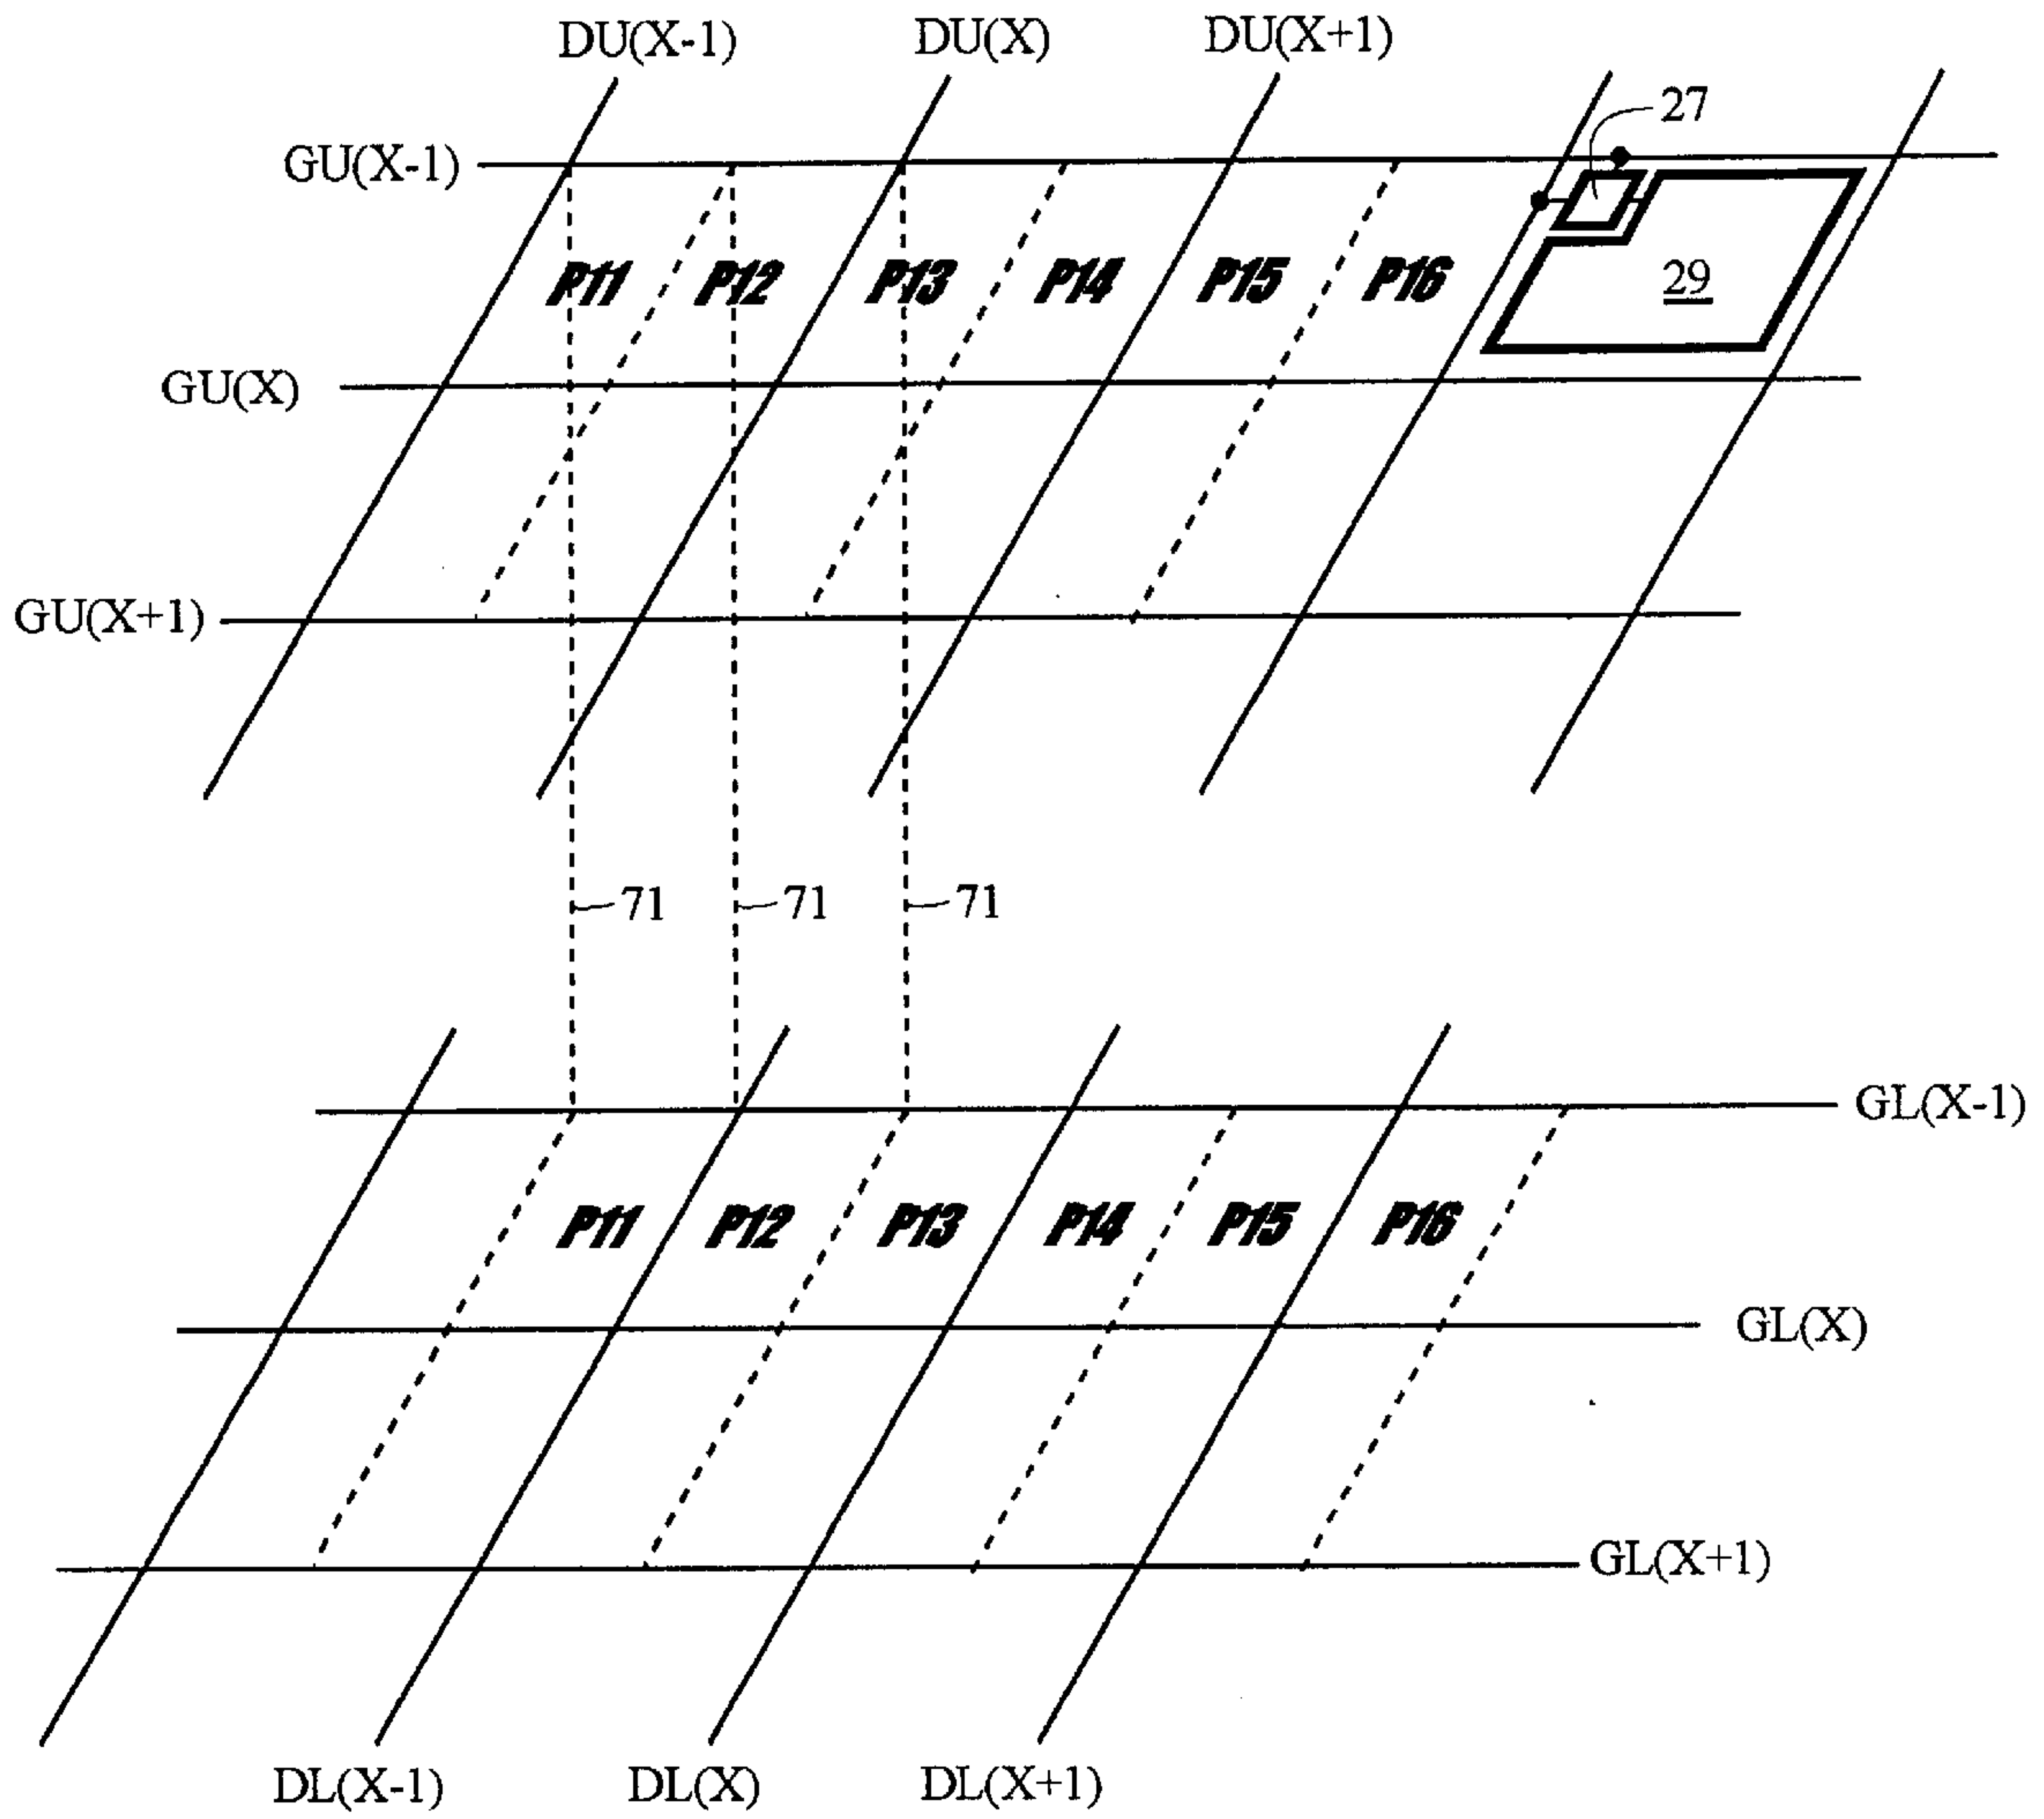 DU(X-1) DU(X) DU(X+1)
27
GU(X-1)
P11 P12 P13 P14 P15 P16 29
GU(X)
GU(X+1)
71 71 71
GL(X-1)
P11 P12 P13 P14 P15 P16
GL(X)
GL(X+1)
DL(X-1) DL(X) DL(X+1)